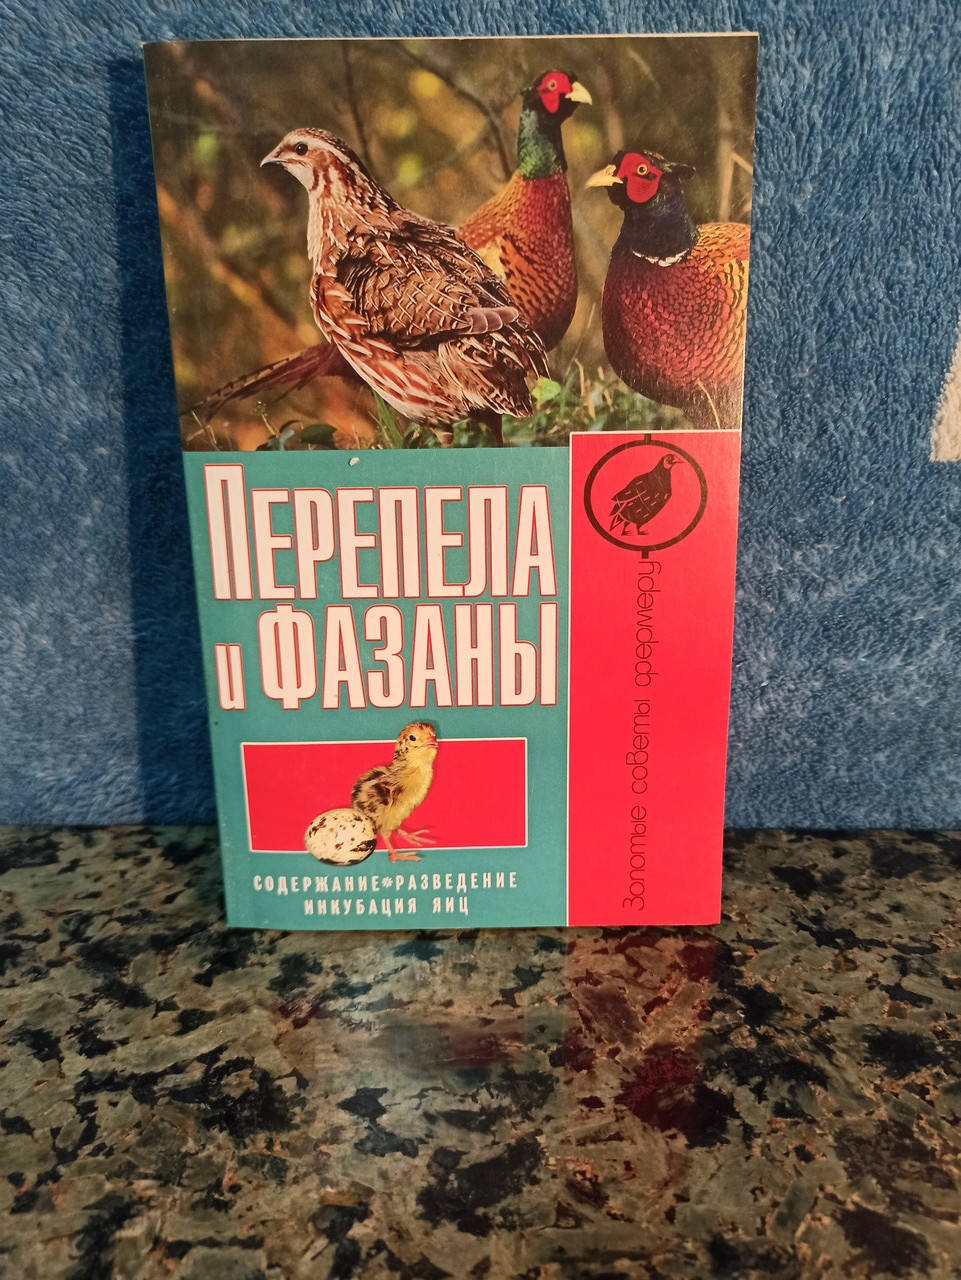 Перепела
и Фазаны
Содержание*Разведение
Инкубация яиц
Золотые советы фермеру